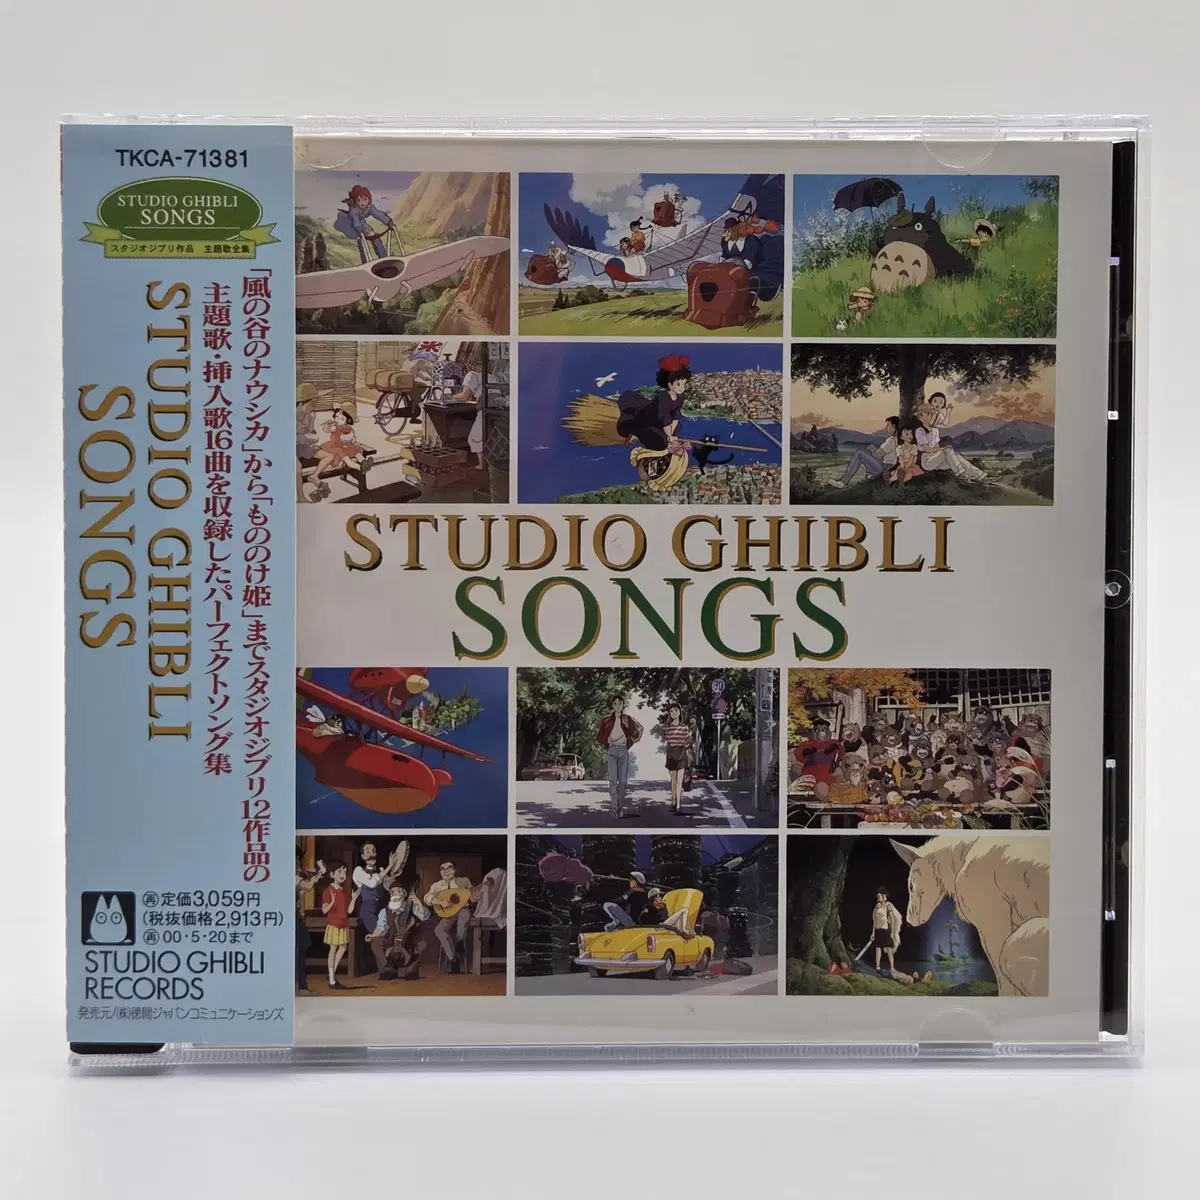 TKCA-71381
STUDIO GHIBLI
SONGS
スタジオジブリ作品 主題歌全集
「風の谷のナウシカ」から「もののけ姫」までスタジオジブリ12作品の
主題歌・挿入歌16曲を収録したパーフェクトソング集
STUDIO GHIBLI
SONGS
再 定価3,059円
(税抜価格2,913円)
再 00・5・20まで
STUDIO GHIBLI
RECORDS
発売元/(株)徳間ジャパンコミュニケーションズ
STUDIO GHIBLI
SONGS
氷